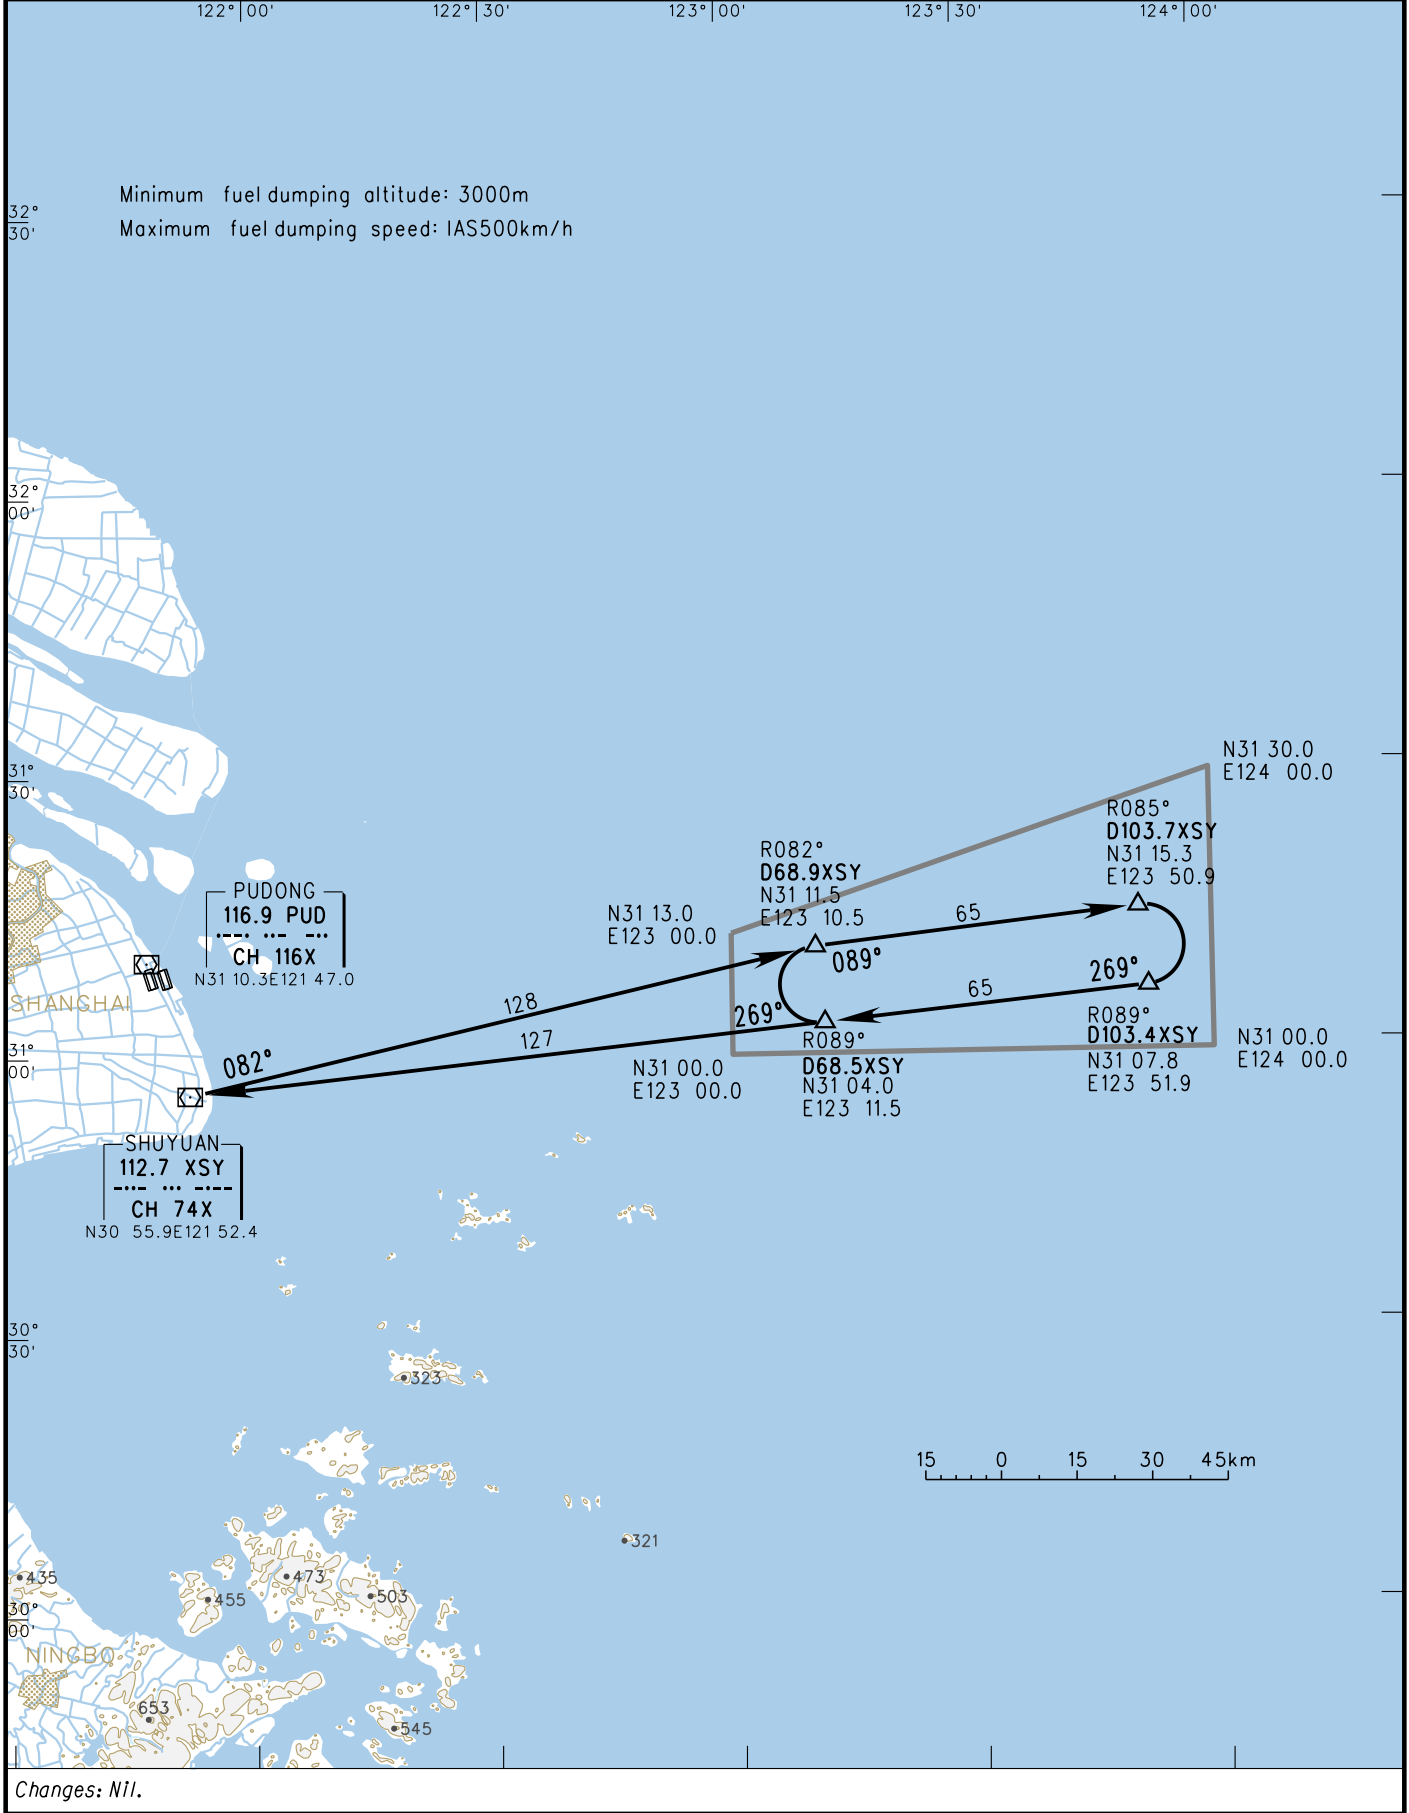 122°00'
122°30'
123°00'
123°30'
124°00'
Minimum fuel dumping altitude: 3000m
Maximum fuel dumping speed: IAS500km/h
32°
30'
32°
00'
31°
30'
N31 30.0
E124 00.0
R085°
D103.7XSY
N31 15.3
E123 50.9
R082°
D68.9XSY
N31 11.5
E123 10.5
N31 13.0
E123 00.0
PUDONG
116.9 PUD
CH 116X
N31 10.3E121 47.0
65
089°
269°
65
SHANGHAI
128
127
269°
082°
R089°
D103.4XSY
N31 07.8
E123 51.9
N31 00.0
E124 00.0
R089°
D68.5XSY
N31 04.0
E123 11.5
N31 00.0
E123 00.0
31°
00'
SHUYUAN
112.7 XSY
CH 74X
N30 55.9E121 52.4
30°
30'
323
15 0 15 30 45km
321
435
473
455
503
30°
00'
NINGBO
653
545
Changes: Nil.